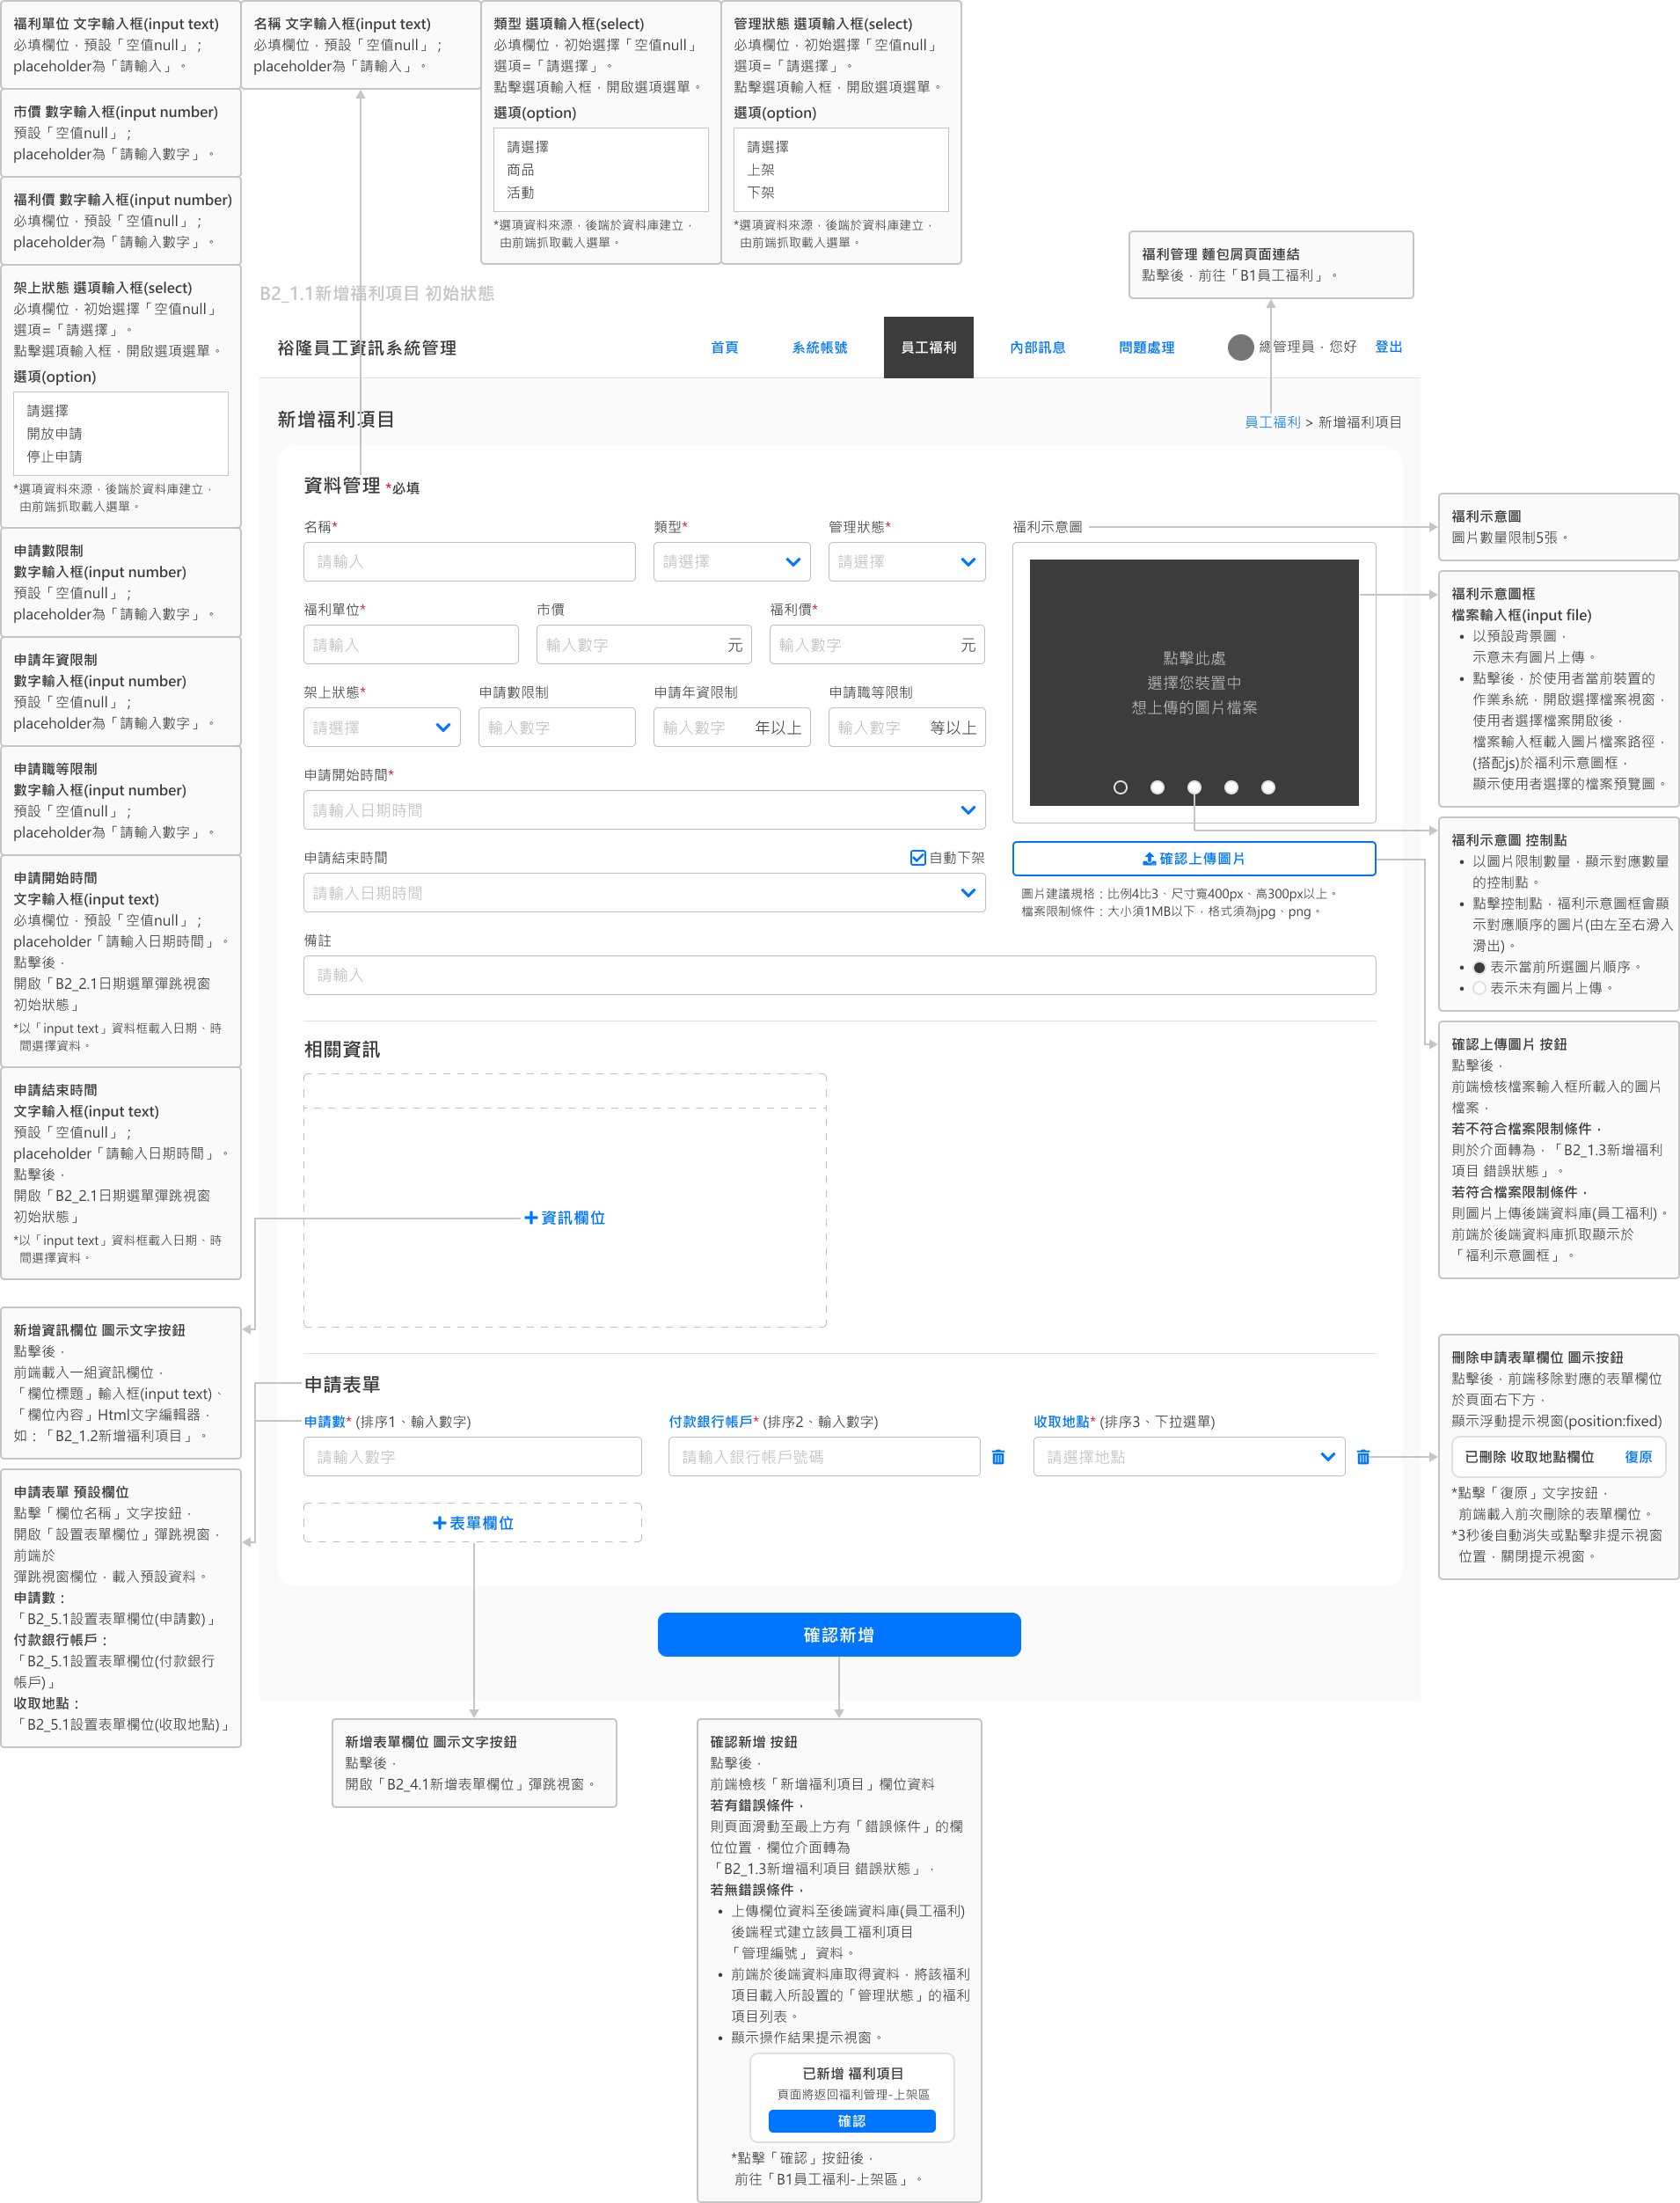 福利單位 文字輸入框(input text)
必填欄位，預設「空值null」；
placeholder為「請輸入」。
名稱 文字輸入框(input text)
必填欄位，預設「空值null」；
placeholder為「請輸入」。
類型 選項輸入框(select)
必填欄位，初始選擇「空值null」
選項=「請選擇」。
點擊選項輸入框，開啟選項選單。
選項(option)
請選擇
商品
活動
*選項資料來源，後端於資料庫建立，
由前端抓取載入選單。
管理狀態 選項輸入框(select)
必填欄位，初始選擇「空值null」
選項=「請選擇」。
點擊選項輸入框，開啟選項選單。
選項(option)
請選擇
上架
下架
*選項資料來源，後端於資料庫建立，
由前端抓取載入選單。
市價 數字輸入框(input number)
預設「空值null」；
placeholder為「請輸入數字」。
福利價 數字輸入框(input number)
必填欄位，預設「空值null」；
placeholder為「請輸入數字」。
架上狀態 選項輸入框(select)
必填欄位，初始選擇「空值null」
選項=「請選擇」。
點擊選項輸入框，開啟選項選單。
選項(option)
請選擇
開放申請
停止申請
*選項資料來源，後端於資料庫建立，
由前端抓取載入選單。
申請數限制
數字輸入框(input number)
預設「空值null」；
placeholder為「請輸入數字」。
申請年資限制
數字輸入框(input number)
預設「空值null」；
placeholder為「請輸入數字」。
申請職等限制
數字輸入框(input number)
預設「空值null」；
placeholder為「請輸入數字」。
申請開始時間
文字輸入框(input text)
必填欄位，預設「空值null」；
placeholder「請輸入日期時間」。
點擊後，
開啟「B2_2.1日期選單彈跳視窗
初始狀態」
*以「input text」資料框載入日期、時
間選擇資料。
申請結束時間
文字輸入框(input text)
預設「空值null」；
placeholder「請輸入日期時間」。
點擊後，
開啟「B2_2.1日期選單彈跳視窗
初始狀態」
*以「input text」資料框載入日期、時
間選擇資料。
新增資訊欄位 圖示文字按鈕
點擊後，
前端載入一組資訊欄位，
「欄位標題」輸入框(input text)、
「欄位內容」Html文字編輯器，
如：「B2_1.2新增福利項目」。
申請表單 預設欄位
點擊「欄位名稱」文字按鈕，
開啟「設置表單欄位」彈跳視窗，
前端於
彈跳視窗欄位，載入預設資料。
申請數：
「B2_5.1設置表單欄位(申請數)」
付款銀行帳戶：
「B2_5.1設置表單欄位(付款銀行
帳戶)」
收取地點：
「B2_5.1設置表單欄位(收取地點)」
福利管理 麵包屑頁面連結
點擊後，前往「B1員工福利」。
B2_1.1新增福利項目 初始狀態
裕隆員工資訊系統管理
首頁
系統帳號
員工福利
內部訊息
問題處理
總管理員，您好
登出
新增福利項目
員工福利 > 新增福利項目
資料管理 *必填
名稱*
類型*
管理狀態*
福利示意圖
請輸入
請選擇
請選擇
福利單位*
市價
福利價*
請輸入
輸入數字 元
輸入數字 元
架上狀態*
申請數限制
申請年資限制
申請職等限制
請選擇
輸入數字
輸入數字 年以上
輸入數字 等以上
申請開始時間*
請輸入日期時間
申請結束時間
自動下架
請輸入日期時間
點擊此處
選擇您裝置中
想上傳的圖片檔案
確認上傳圖片
圖片建議規格：比例4比3、尺寸寬400px、高300px以上。
檔案限制條件：大小須1MB以下，格式須為jpg、png。
備註
請輸入
相關資訊
資訊欄位
申請表單
申請數* (排序1、輸入數字)
付款銀行帳戶* (排序2、輸入數字)
收取地點* (排序3、下拉選單)
請輸入數字
請輸入銀行帳戶號碼
請選擇地點
表單欄位
確認新增
福利示意圖
圖片數量限制5張。
福利示意圖框
檔案輸入框(input file)
• 以預設背景圖，
示意未有圖片上傳。
• 點擊後，於使用者當前裝置的
作業系統，開啟選擇檔案視窗，
使用者選擇檔案開啟後，
檔案輸入框載入圖片檔案路徑，
(搭配js)於福利示意圖框，
顯示使用者選擇的檔案預覽圖。
福利示意圖 控制點
• 以圖片限制數量，顯示對應數量
的控制點。
• 點擊控制點，福利示意圖框會顯
示對應順序的圖片(由左至右滑入
滑出)。
• 表示當前所選圖片順序。
• 表示未有圖片上傳。
確認上傳圖片 按鈕
點擊後，
前端檢核檔案輸入框所載入的圖片
檔案，
若不符合檔案限制條件，
則於介面轉為，「B2_1.3新增福利
項目 錯誤狀態」。
若符合檔案限制條件，
則圖片上傳後端資料庫(員工福利)。
前端於後端資料庫抓取顯示於
「福利示意圖框」。
刪除申請表單欄位 圖示按鈕
點擊後，前端移除對應的表單欄位
於頁面右下方，
顯示浮動提示視窗(position:fixed)
已刪除 收取地點欄位 復原
*點擊「復原」文字按鈕，
前端載入前次刪除的表單欄位。
*3秒後自動消失或點擊非提示視窗
位置，關閉提示視窗。
新增表單欄位 圖示文字按鈕
點擊後，
開啟「B2_4.1新增表單欄位」彈跳視窗。
確認新增 按鈕
點擊後，
前端檢核「新增福利項目」欄位資料
若有錯誤條件，
則頁面滑動至最上方有「錯誤條件」的欄
位位置，欄位介面轉為
「B2_1.3新增福利項目 錯誤狀態」，
若無錯誤條件，
• 上傳欄位資料至後端資料庫(員工福利)
後端程式建立該員工福利項目
「管理編號」 資料。
• 前端於後端資料庫取得資料，將該福利
項目載入所設置的「管理狀態」的福利
項目列表。
• 顯示操作結果提示視窗。
已新增 福利項目
頁面將返回福利管理-上架區
確認
*點擊「確認」按鈕後，
前往「B1員工福利-上架區」。